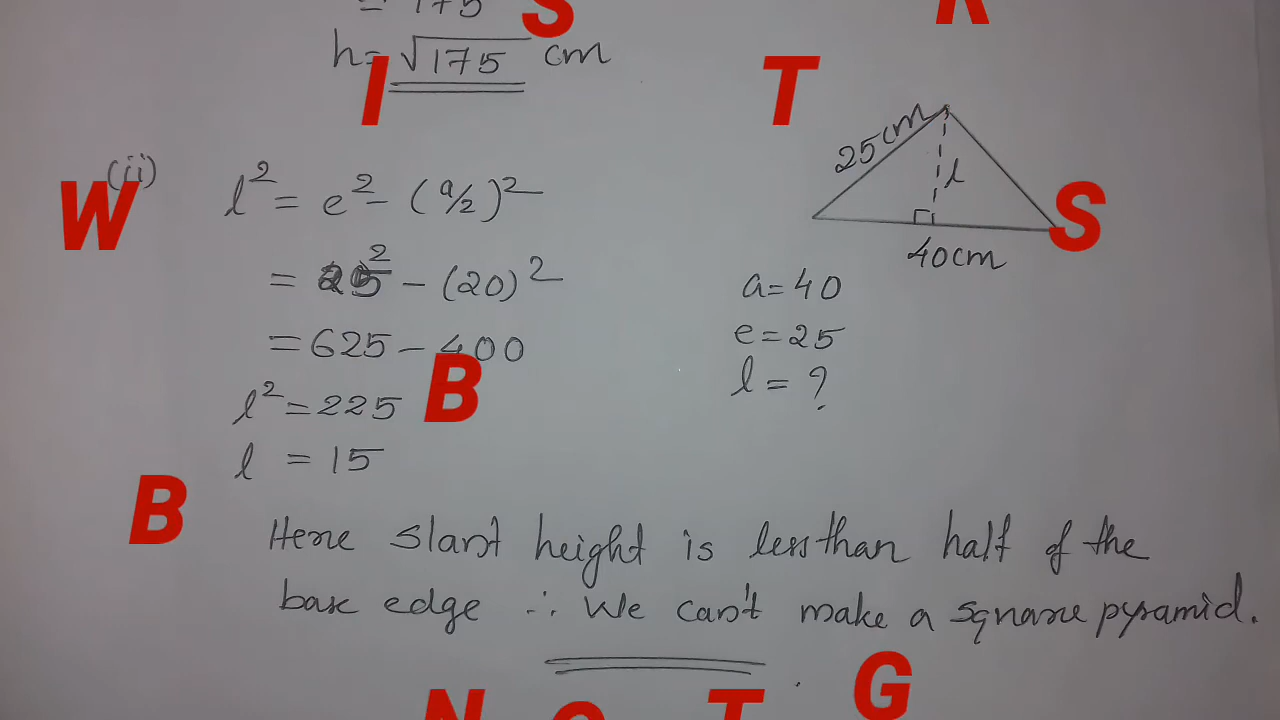 = 175 S K
h = √175 cm
I T
25cm
l
40cm
W S
(ii) l² = e² - (a/2)²
= 25² - (20)²
= 625 - 400
l² = 225
l = 15
a = 40
e = 25
l = ?
B
B
Here slant height is less than half of the
base edge ∴ We can't make a square pyramid.
N O T G